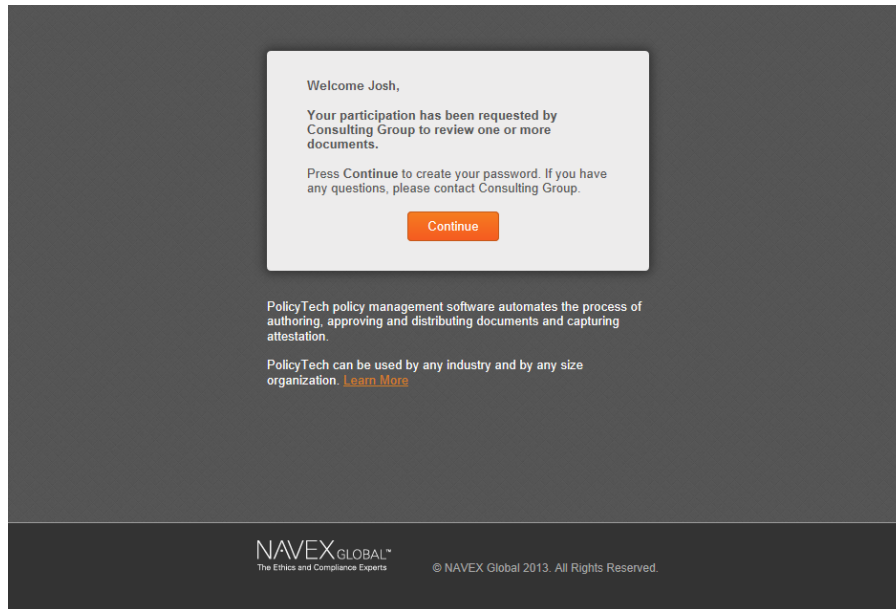 Welcome Josh,
Your participation has been requested by
Consulting Group to review one or more
documents.
Press Continue to create your password. If you have
any questions, please contact Consulting Group.
Continue
PolicyTech policy management software automates the process of
authoring, approving and distributing documents and capturing
attestation.
PolicyTech can be used by any industry and by any size
organization. Learn More
NAVEX GLOBAL™
The Ethics and Compliance Experts
© NAVEX Global 2013. All Rights Reserved.